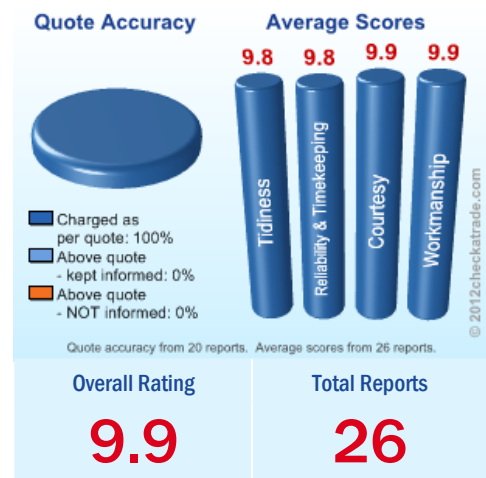 Quote Accuracy
Average Scores
9.8
9.8
9.9
9.9
Tidiness
Reliability & Timekeeping
Courtesy
Workmanship
Charged as
per quote: 100%
Above quote
- kept informed: 0%
Above quote
- NOT informed: 0%
© 2012checkatrade.com
Quote accuracy from 20 reports. Average scores from 26 reports.
Overall Rating
9.9
Total Reports
26